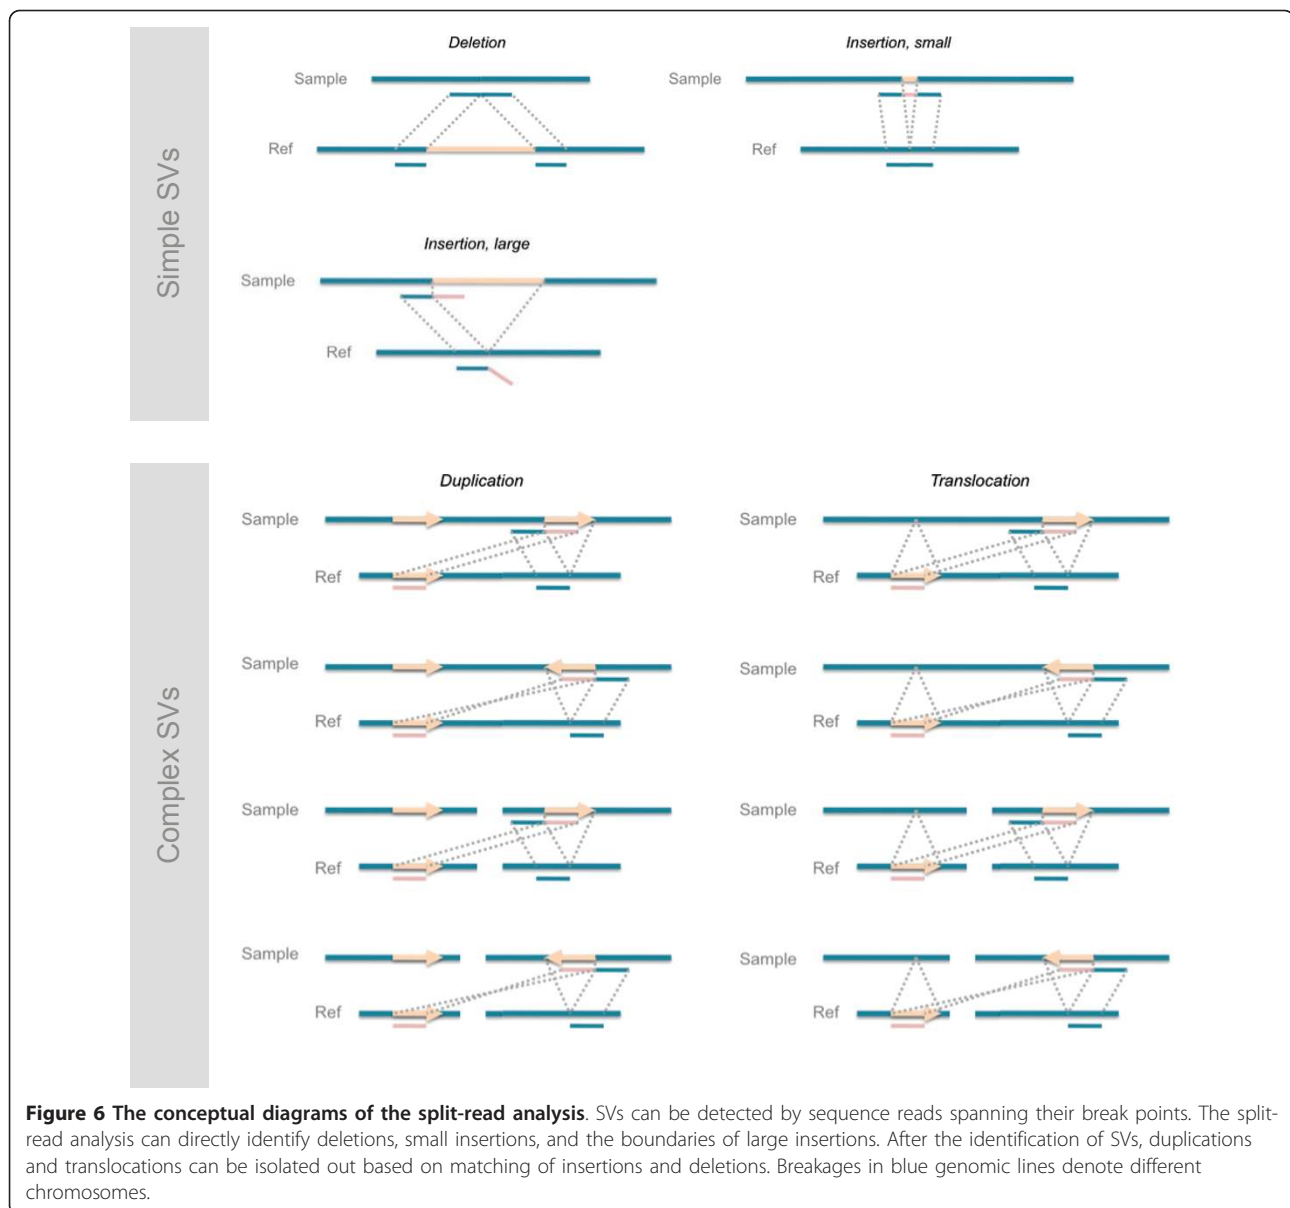 Simple SVs
Deletion
Sample
Ref
Insertion, small
Sample
Ref
Insertion, large
Sample
Ref
Complex SVs
Duplication
Sample
Ref
Sample
Ref
Sample
Ref
Sample
Ref
Translocation
Sample
Ref
Sample
Ref
Sample
Ref
Sample
Ref
Figure 6 The conceptual diagrams of the split-read analysis. SVs can be detected by sequence reads spanning their break points. The split-
read analysis can directly identify deletions, small insertions, and the boundaries of large insertions. After the identification of SVs, duplications
and translocations can be isolated out based on matching of insertions and deletions. Breakages in blue genomic lines denote different
chromosomes.